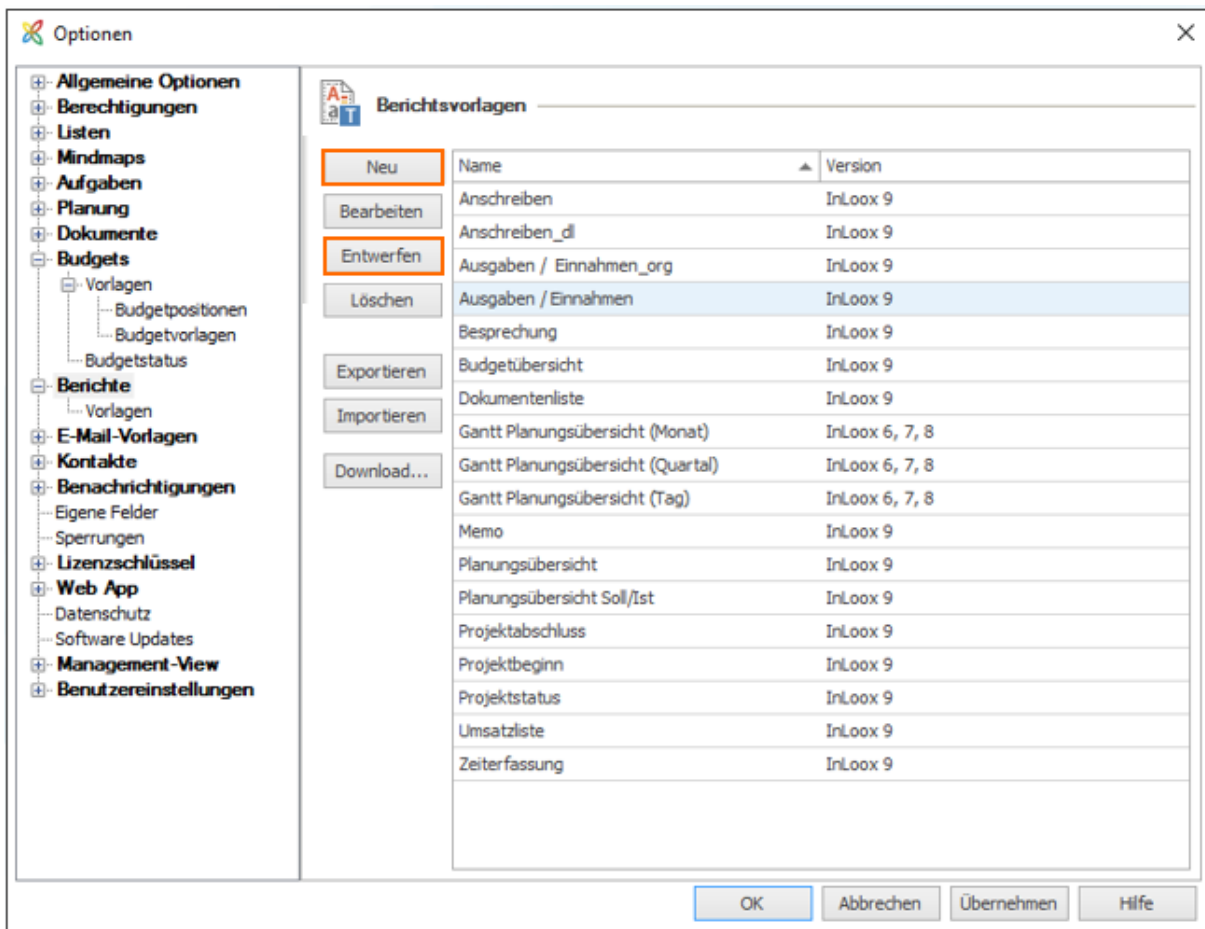 Optionen
Allgemeine Optionen
Berechtigungen
Listen
Mindmaps
Aufgaben
Planung
Dokumente
Budgets
Vorlagen
Budgetpositionen
Budgetvorlagen
Budgetstatus
Berichte
Vorlagen
E-Mail-Vorlagen
Kontakte
Benachrichtigungen
Eigene Felder
Sperrungen
Lizenzschlüssel
Web App
Datenschutz
Software Updates
Management-View
Benutzereinstellungen
Berichtsvorlagen
Neu
Bearbeiten
Entwerfen
Löschen
Exportieren
Importieren
Download...
Name Version
Anschreiben InLoox 9
Anschreiben_dl InLoox 9
Ausgaben / Einnahmen_org InLoox 9
Ausgaben / Einnahmen InLoox 9
Besprechung InLoox 9
Budgetübersicht InLoox 9
Dokumentenliste InLoox 9
Gantt Planungsübersicht (Monat) InLoox 6, 7, 8
Gantt Planungsübersicht (Quartal) InLoox 6, 7, 8
Gantt Planungsübersicht (Tag) InLoox 6, 7, 8
Memo InLoox 9
Planungsübersicht InLoox 9
Planungsübersicht Soll/Ist InLoox 9
Projektabschluss InLoox 9
Projektbeginn InLoox 9
Projektstatus InLoox 9
Umsatzliste InLoox 9
Zeiterfassung InLoox 9
OK Abbrechen Übernehmen Hilfe